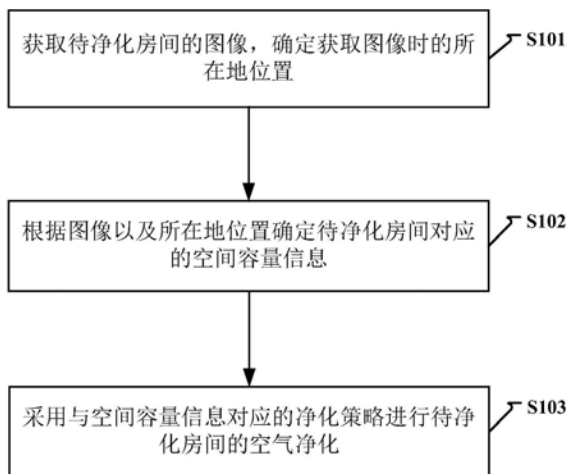 获取待净化房间的图像，确定获取图像时的所
在地位置
S101
根据图像以及所在地位置确定待净化房间对应
的空间容量信息
S102
采用与空间容量信息对应的净化策略进行待净
化房间的空气净化
S103